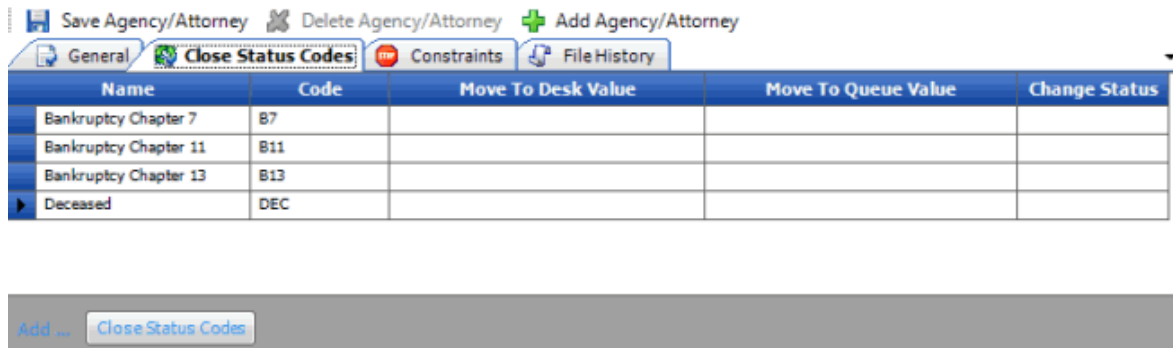 Save Agency/Attorney Delete Agency/Attorney Add Agency/Attorney
General Close Status Codes Constraints File History
Name Code Move To Desk Value Move To Queue Value Change Status
Bankruptcy Chapter 7 B7
Bankruptcy Chapter 11 B11
Bankruptcy Chapter 13 B13
Deceased DEC
Add ... Close Status Codes